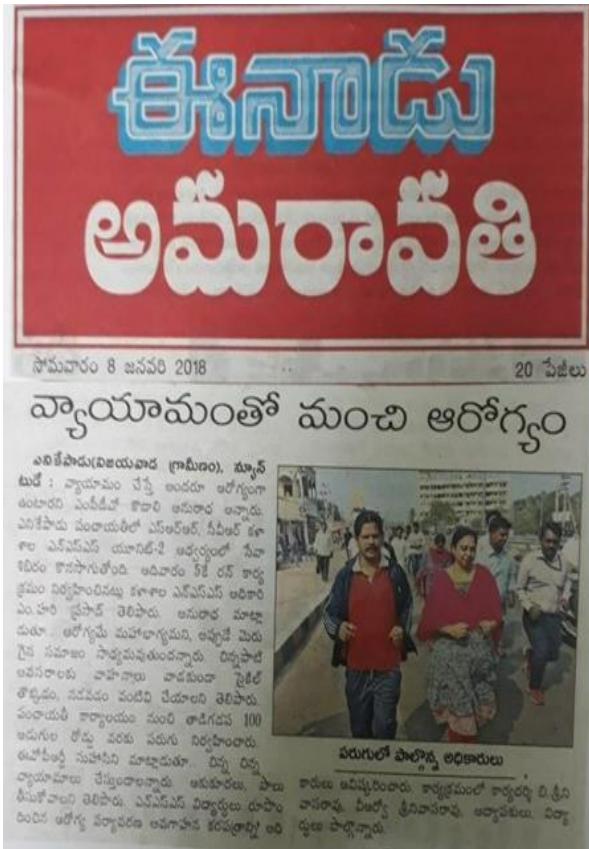 ఈనాడు
అమరావతి
సోమవారం 8 జనవరి 2018
20 పేజీలు
వ్యాయామంతో మంచి ఆరోగ్యం
ఎనికేపాడు(విజయవాడ గ్రామీణం), న్యూస్
టుడే : వ్యాయామం చేస్తే అందరూ ఆరోగ్యంగా
ఉంటారని ఎంపీడీవో కొడాలి అనురాధ అన్నారు.
ఎనికేపాడు పంచాయతీలో ఎస్ఆర్ఆర్, సీవీఆర్ కళా
శాల ఎన్ఎస్ఎస్ యూనిట్-2 ఆధ్వర్యంలో సేవా
శిబిరం కొనసాగుతోంది. ఆదివారం 5కే రన్ కార్య
క్రమం నిర్వహించినట్లు కళాశాల ఎన్ఎస్ఎస్ అధికారి
ఎం.హరి ప్రసాద్ తెలిపారు. అనురాధ మాట్లా
డుతూ.. ఆరోగ్యమే మహాభాగ్యమని, అప్పుడే మెరు
గైన సమాజం సాధ్యమవుతుందన్నారు. చిన్నపాటి
అవసరాలకు వాహనాలు వాడకుండా సైకిల్
తొక్కడం, నడవడం వంటివి చేయాలని తెలిపారు.
పంచాయతీ కార్యాలయం నుంచి తాడిగడప 100
అడుగుల రోడ్డు వరకు పరుగు నిర్వహించారు.
ఈవోపీఆర్డీ సుహాసిని మాట్లాడుతూ.. చిన్న చిన్న
వ్యాయామాలు చేస్తుండాలన్నారు. ఆకుకూరలు, పాలు
తీసుకోవాలని తెలిపారు. ఎన్ఎస్ఎస్ విద్యార్థులు రూపొం
దించిన ఆరోగ్య పర్యావరణ అవగాహన కరపత్రాన్ని అధి
పరుగులో పాల్గొన్న అధికారులు
కారులు ఆవిష్కరించారు. కార్యక్రమంలో కార్యదర్శి బి.శ్రీని
వాసరావు, వీఆర్వో శ్రీనివాసరావు, అధ్యాపకులు, విద్యా
ర్థులు పాల్గొన్నారు.